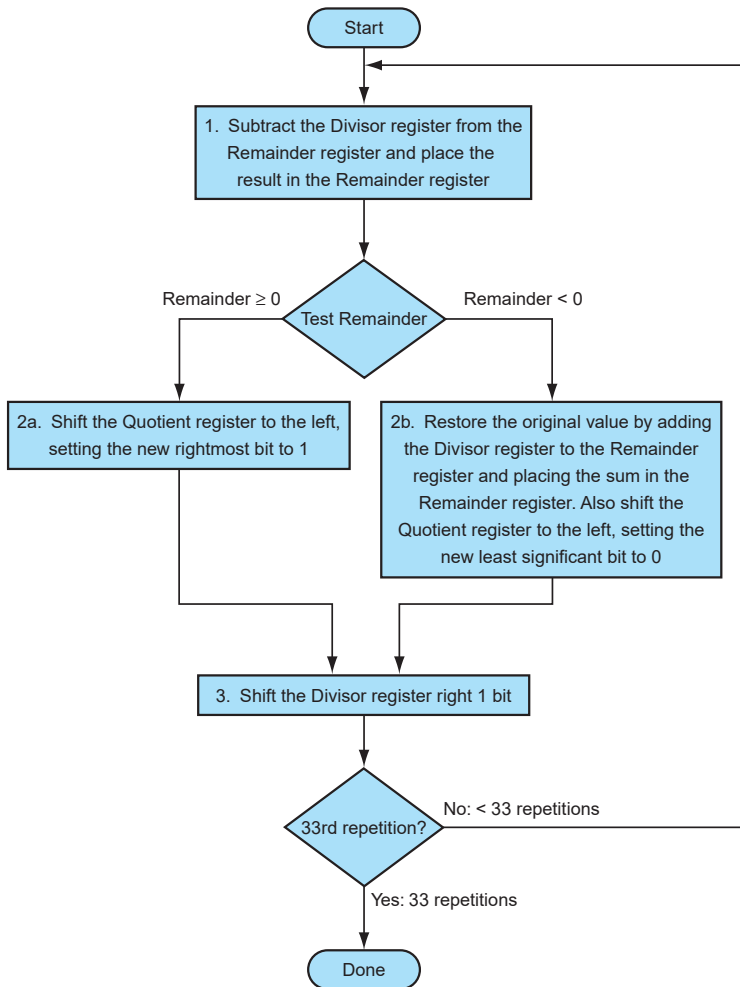 Start
1. Subtract the Divisor register from the
Remainder register and place the
result in the Remainder register
Remainder ≥ 0
Remainder < 0
Test Remainder
2a. Shift the Quotient register to the left,
setting the new rightmost bit to 1
2b. Restore the original value by adding
the Divisor register to the Remainder
register and placing the sum in the
Remainder register. Also shift the
Quotient register to the left, setting the
new least significant bit to 0
3. Shift the Divisor register right 1 bit
33rd repetition?
No: < 33 repetitions
Yes: 33 repetitions
Done